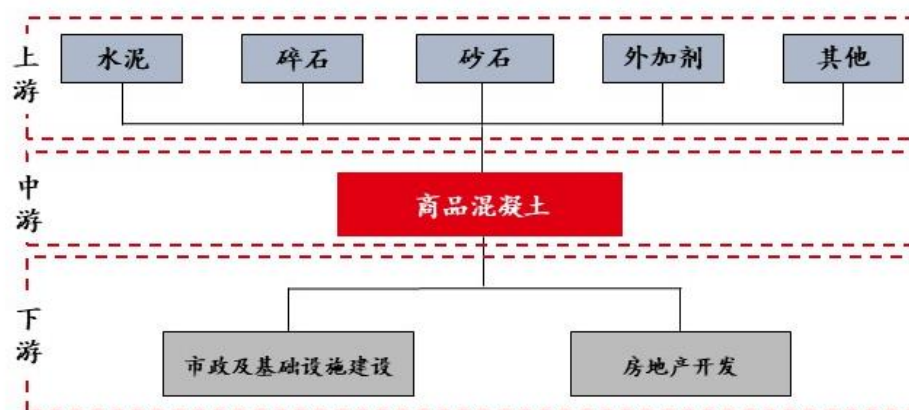 上游
水泥
碎石
砂石
外加剂
其他
中游
商品混凝土
下游
市政及基础设施建设
房地产开发